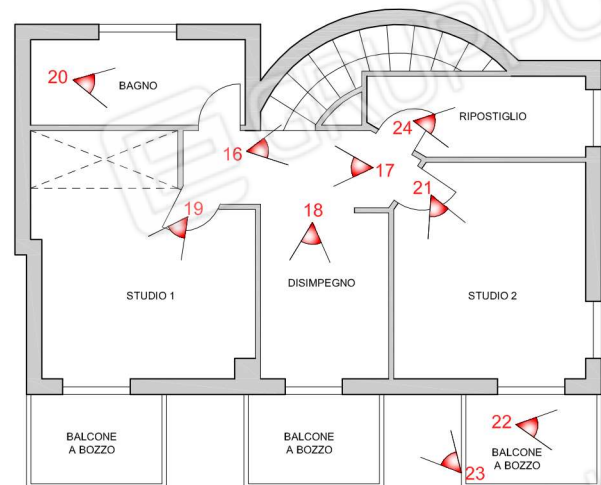 20
BAGNO
RIPOSTIGLIO
24
16
17
21
19
18
DISIMPEGNO
STUDIO 1
STUDIO 2
BALCONE
A BOZZO
BALCONE
A BOZZO
22
BALCONE
A BOZZO
23